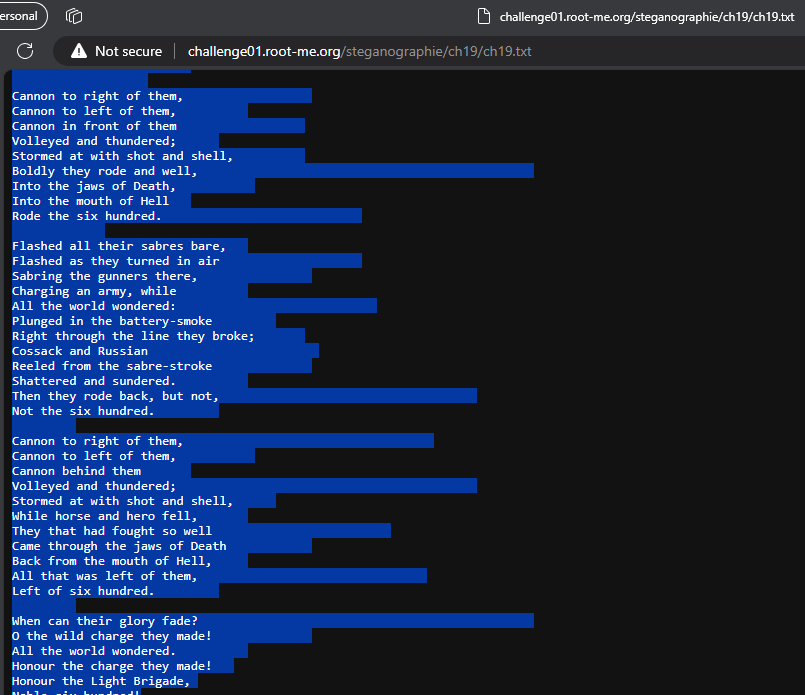 ersonal
challenge01.root-me.org/steganographie/ch19/ch19.txt
Not secure
challenge01.root-me.org/steganographie/ch19/ch19.txt
Cannon to right of them,
Cannon to left of them,
Cannon in front of them
Volleyed and thundered;
Stormed at with shot and shell,
Boldly they rode and well,
Into the jaws of Death,
Into the mouth of Hell
Rode the six hundred.
Flashed all their sabres bare,
Flashed as they turned in air
Sabring the gunners there,
Charging an army, while
All the world wondered:
Plunged in the battery-smoke
Right through the line they broke;
Cossack and Russian
Reeled from the sabre-stroke
Shattered and sundered.
Then they rode back, but not,
Not the six hundred.
Cannon to right of them,
Cannon to left of them,
Cannon behind them
Volleyed and thundered;
Stormed at with shot and shell,
While horse and hero fell,
They that had fought so well
Came through the jaws of Death
Back from the mouth of Hell,
All that was left of them,
Left of six hundred.
When can their glory fade?
O the wild charge they made!
All the world wondered.
Honour the charge they made!
Honour the Light Brigade,
Noble six hundred!